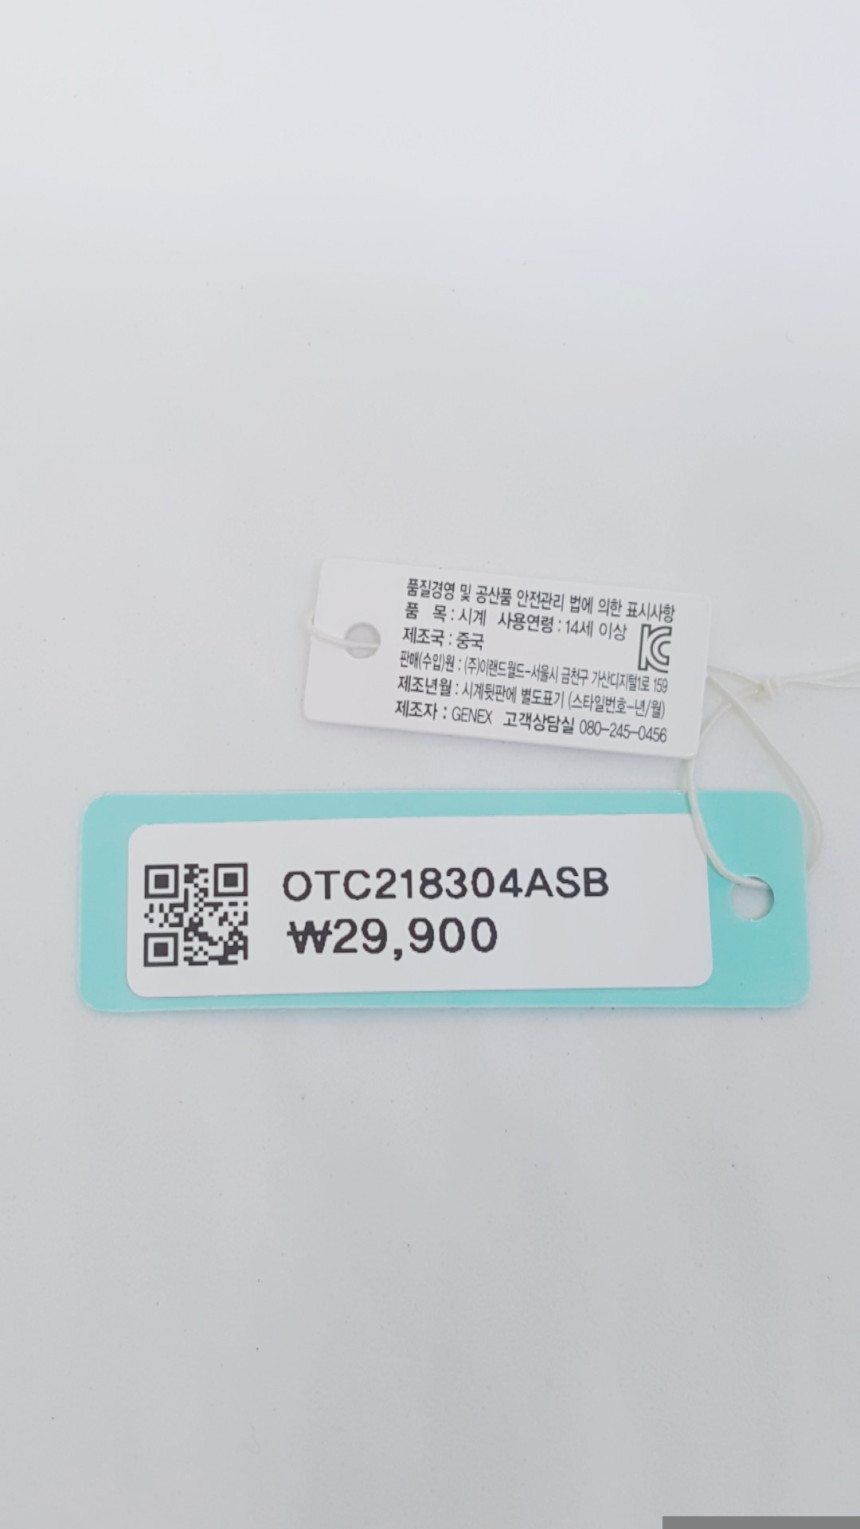 품질경영 및 공산품 안전관리 법에 의한 표시사항
품 목 : 시계 사용연령 : 14세 이상
제조국 : 중국
판매(수입)원 : (주)이랜드월드-서울시 금천구 가산디지털1로 159
제조년월 : 시계뒷판에 별도표기 (스타일번호-년/월)
제조자 : GENEX 고객상담실 080-245-0456
OTC218304ASB
₩29,900